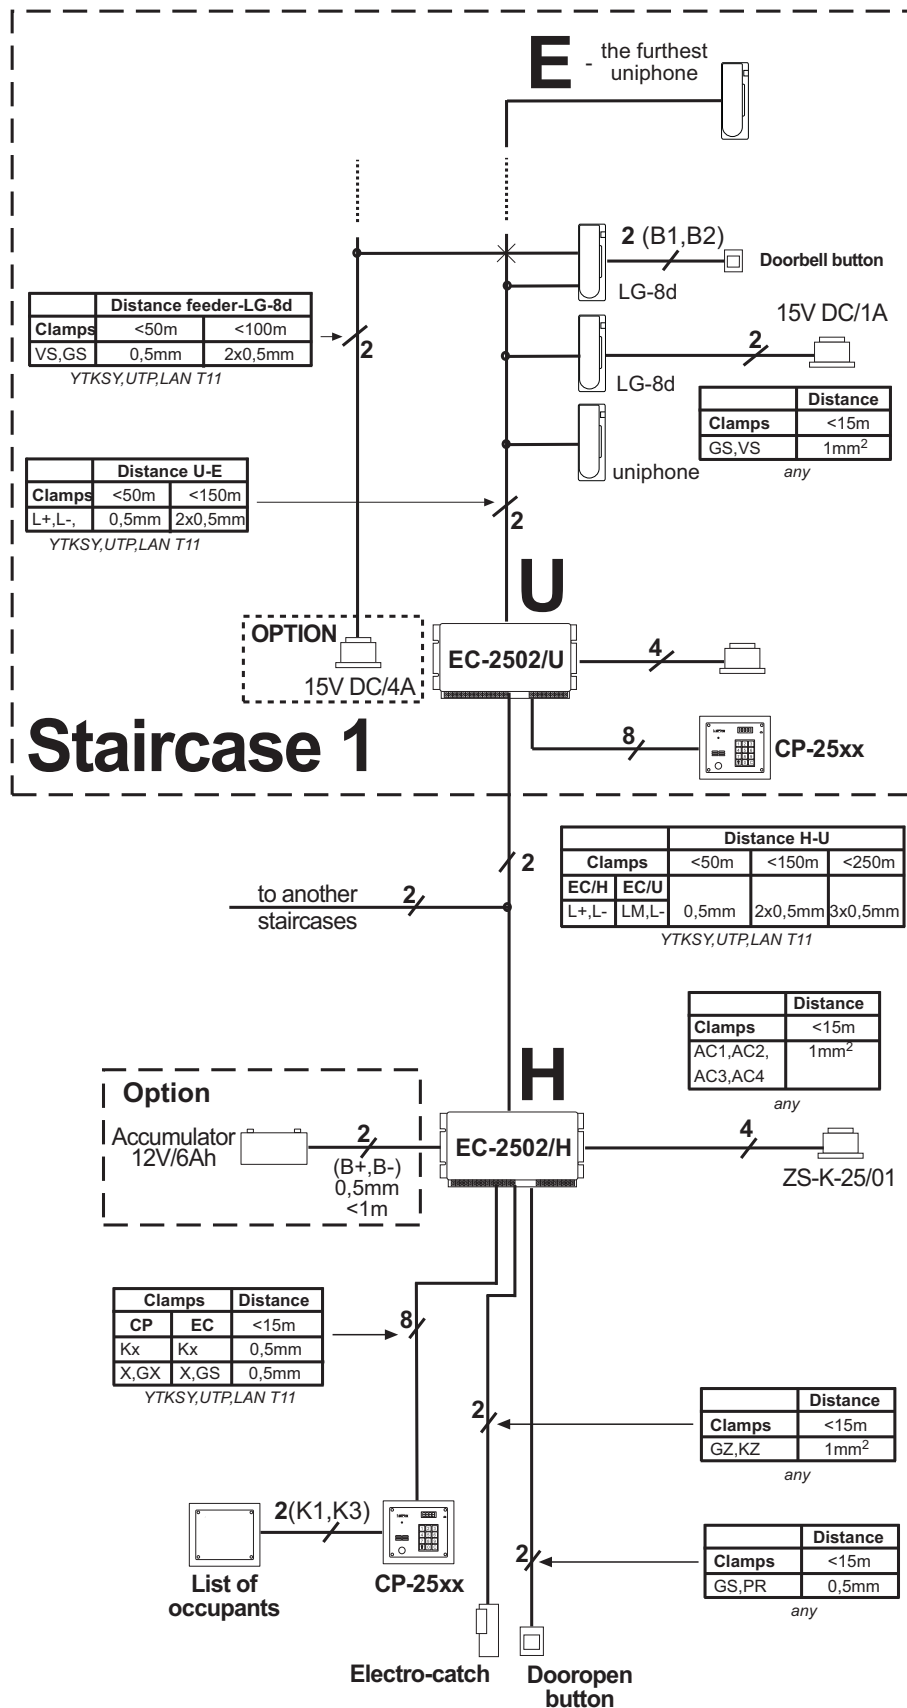 E - the furthest
uniphone
2 (B1,B2)
Doorbell button
LG-8d
Distance feeder-LG-8d
Clamps <50m <100m
VS,GS 0,5mm 2x0,5mm
YTKSY,UTP,LAN T11
2
15V DC/1A
2
LG-8d
Distance
Clamps <15m
GS,VS 1mm²
any
uniphone
Distance U-E
Clamps <50m <150m
L+,L-, 0,5mm 2x0,5mm
YTKSY,UTP,LAN T11
2
U
OPTION
15V DC/4A
EC-2502/U
4
8
CP-25xx
Staircase 1
2
to another
staircases
2
Distance H-U
Clamps <50m <150m <250m
EC/H EC/U
L+,L- LM,L- 0,5mm 2x0,5mm 3x0,5mm
YTKSY,UTP,LAN T11
Distance
Clamps <15m
AC1,AC2, 1mm²
AC3,AC4
any
H
Option
Accumulator
12V/6Ah
2
(B+,B-)
0,5mm
<1m
EC-2502/H
4
ZS-K-25/01
Clamps Distance
CP EC <15m
Kx Kx 0,5mm
X,GX X,GS 0,5mm
YTKSY,UTP,LAN T11
8
2
Distance
Clamps <15m
GZ,KZ 1mm²
any
2(K1,K3)
List of
occupants
CP-25xx
2
Distance
Clamps <15m
GS,PR 0,5mm
any
Electro-catch
Dooropen
button